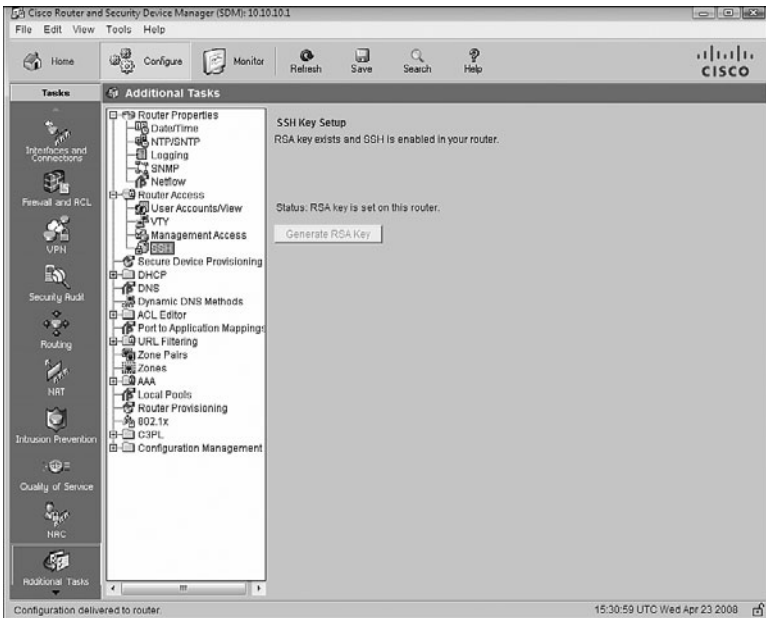 Cisco Router and Security Device Manager (SDM): 10.10.10.1
File Edit View Tools Help
Home Configure Monitor Refresh Save Search Help
CISCO
Tasks
Additional Tasks
Interfaces and Connections
Firewall and ACL
VPN
Security Audit
Routing
NAT
Intrusion Prevention
Quality of Service
NAC
Additional Tasks
Router Properties
Date/Time
NTP/SNTP
Logging
SNMP
Netflow
Router Access
User Accounts/View
VTY
Management Access
SSH
Secure Device Provisioning
DHCP
DNS
Dynamic DNS Methods
ACL Editor
Port to Application Mappings
URL Filtering
Zone Pairs
Zones
AAA
Local Pools
Router Provisioning
802.1x
C3PL
Configuration Management
SSH Key Setup
RSA key exists and SSH is enabled in your router.
Status: RSA key is set on this router.
Generate RSA Key
Configuration delivered to router.
15:30:59 UTC Wed Apr 23 2008